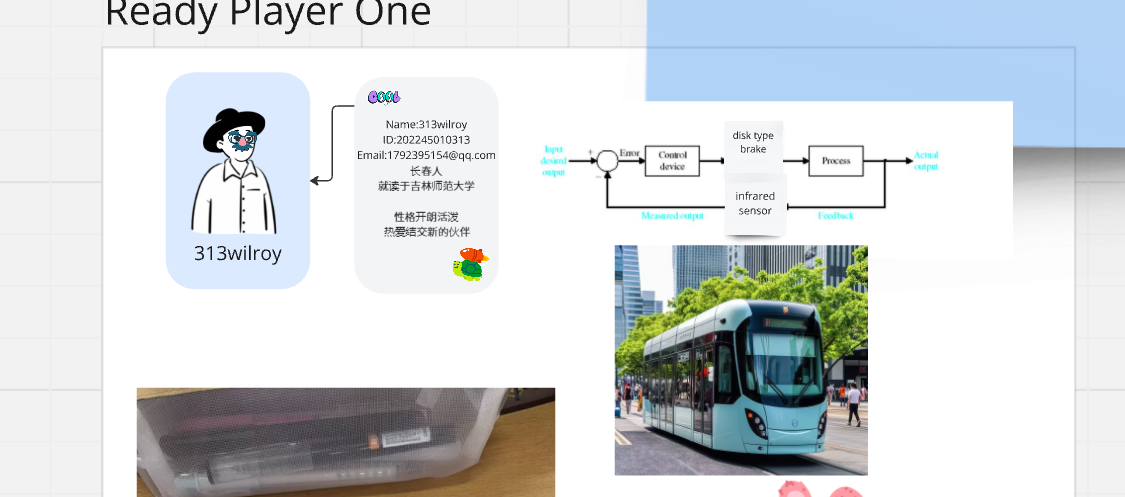 Ready Player One
COOL
Name:313wilroy
ID:202245010313
Email:1792395154@qq.com
长春人
就读于吉林师范大学
性格开朗活泼
热爱结交新的伙伴
313wilroy
Input
desired
output
+
Error
Control
device
disk type
brake
Process
Actual
output
−
infrared
sensor
Measured output
Feedback